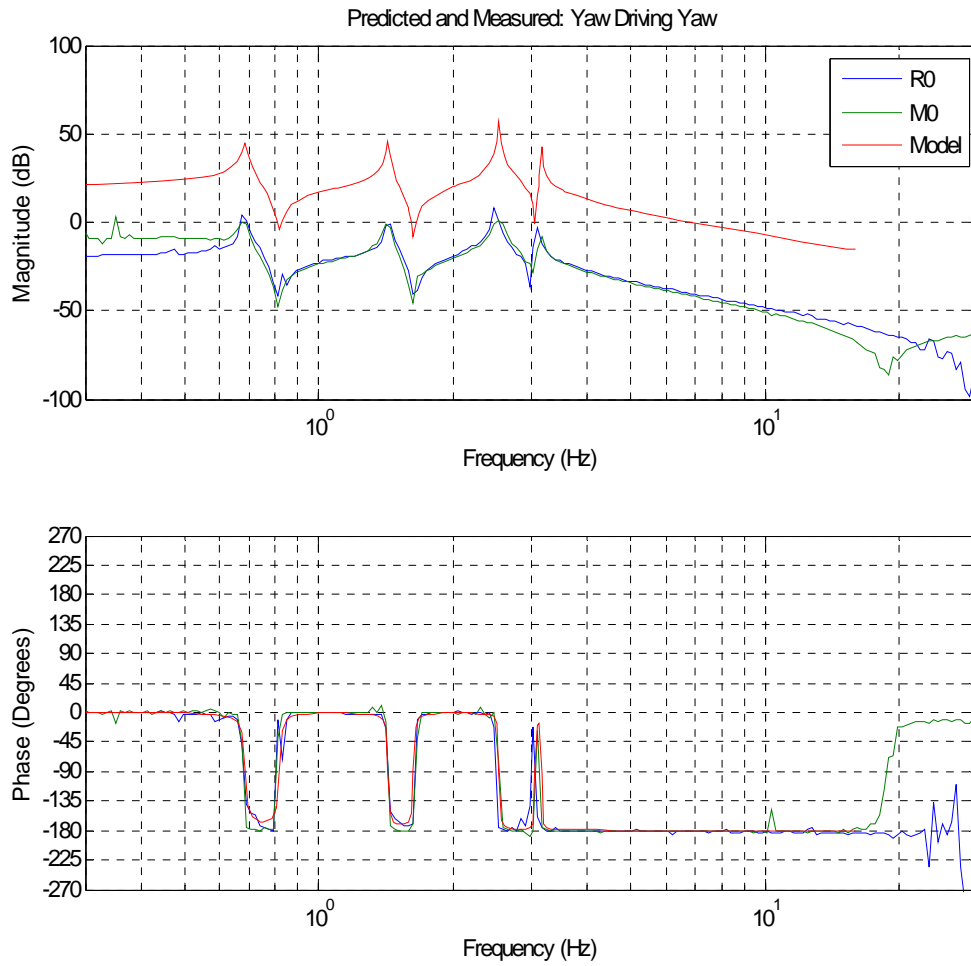 Predicted and Measured: Yaw Driving Yaw
100
50
0
-50
-100
Magnitude (dB)
R0
M0
Model
10^0
10^1
Frequency (Hz)
270
225
180
135
90
45
0
-45
-90
-135
-180
-225
-270
Phase (Degrees)
10^0
10^1
Frequency (Hz)